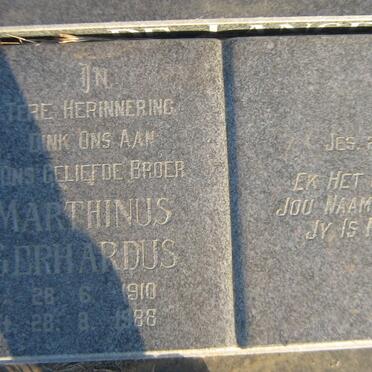 IN
TERE HERINNERING
DINK ONS AAN
ONS GELIEFDE BROER
MARTHINUS
GERHARDUS
28 6 1910
28 8 1988
JES.
EK HET
JOU NAAM
JY IS